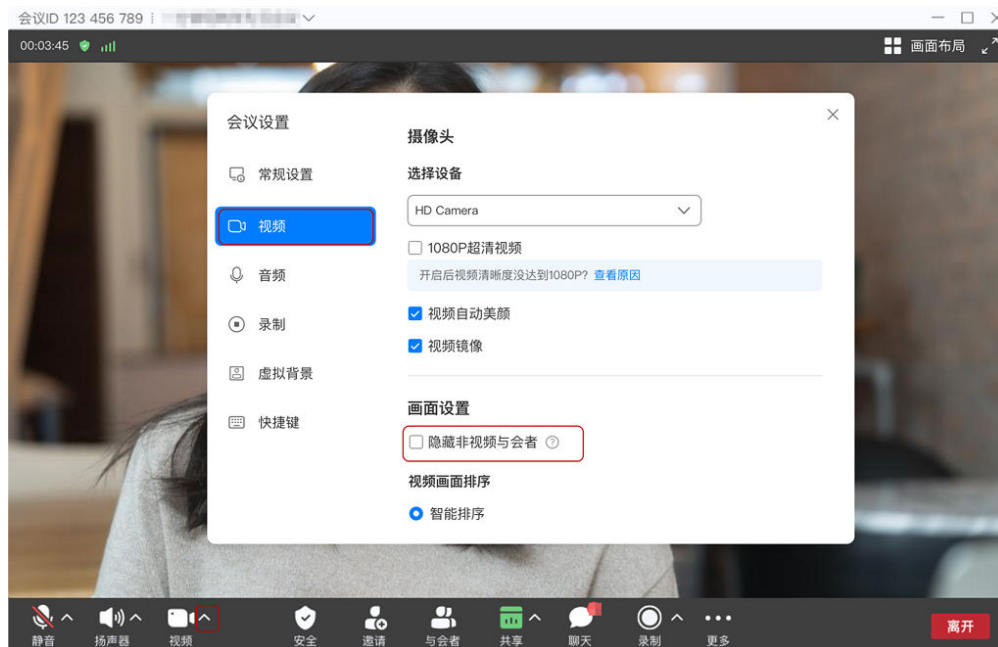 会议ID 123 456 789
00:03:45
画面布局
会议设置
常规设置
视频
音频
录制
虚拟背景
快捷键
摄像头
选择设备
HD Camera
1080P超清视频
开启后视频清晰度没达到1080P? 查看原因
视频自动美颜
视频镜像
画面设置
隐藏非视频与会者
视频画面排序
智能排序
静音 扬声器 视频 安全 邀请 与会者 共享 聊天 录制 更多 离开